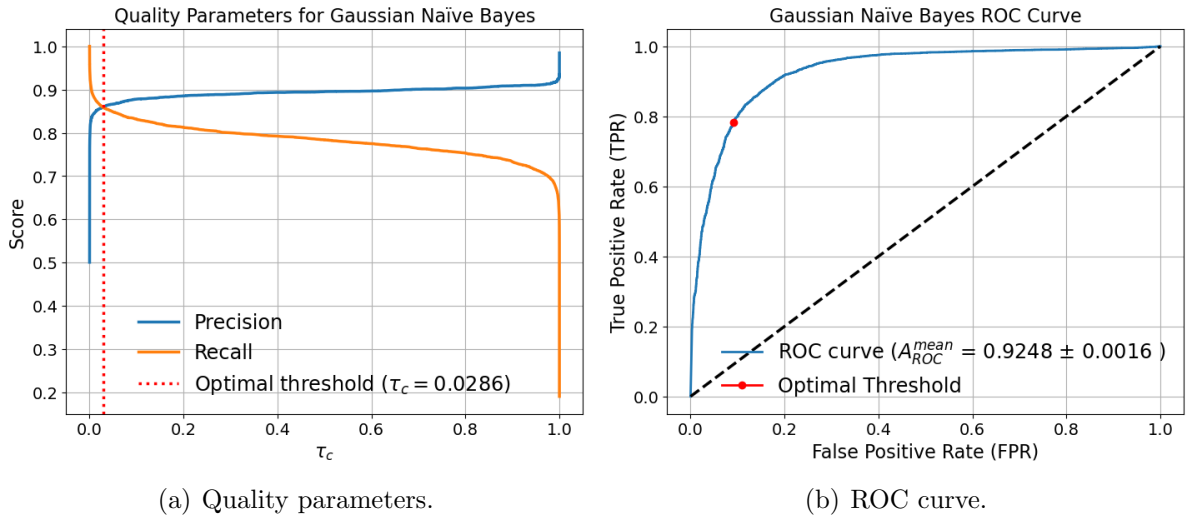 Quality Parameters for Gaussian Naïve Bayes
1.0
0.9
0.8
0.7
0.6
0.5
0.4
0.3
0.2
Score
Precision
Recall
Optimal threshold (τc = 0.0286)
0.0 0.2 0.4 0.6 0.8 1.0
τc
(a) Quality parameters.
Gaussian Naïve Bayes ROC Curve
1.0
0.8
0.6
0.4
0.2
0.0
True Positive Rate (TPR)
ROC curve (A^{mean}_{ROC} = 0.9248 ± 0.0016 )
Optimal Threshold
0.0 0.2 0.4 0.6 0.8 1.0
False Positive Rate (FPR)
(b) ROC curve.